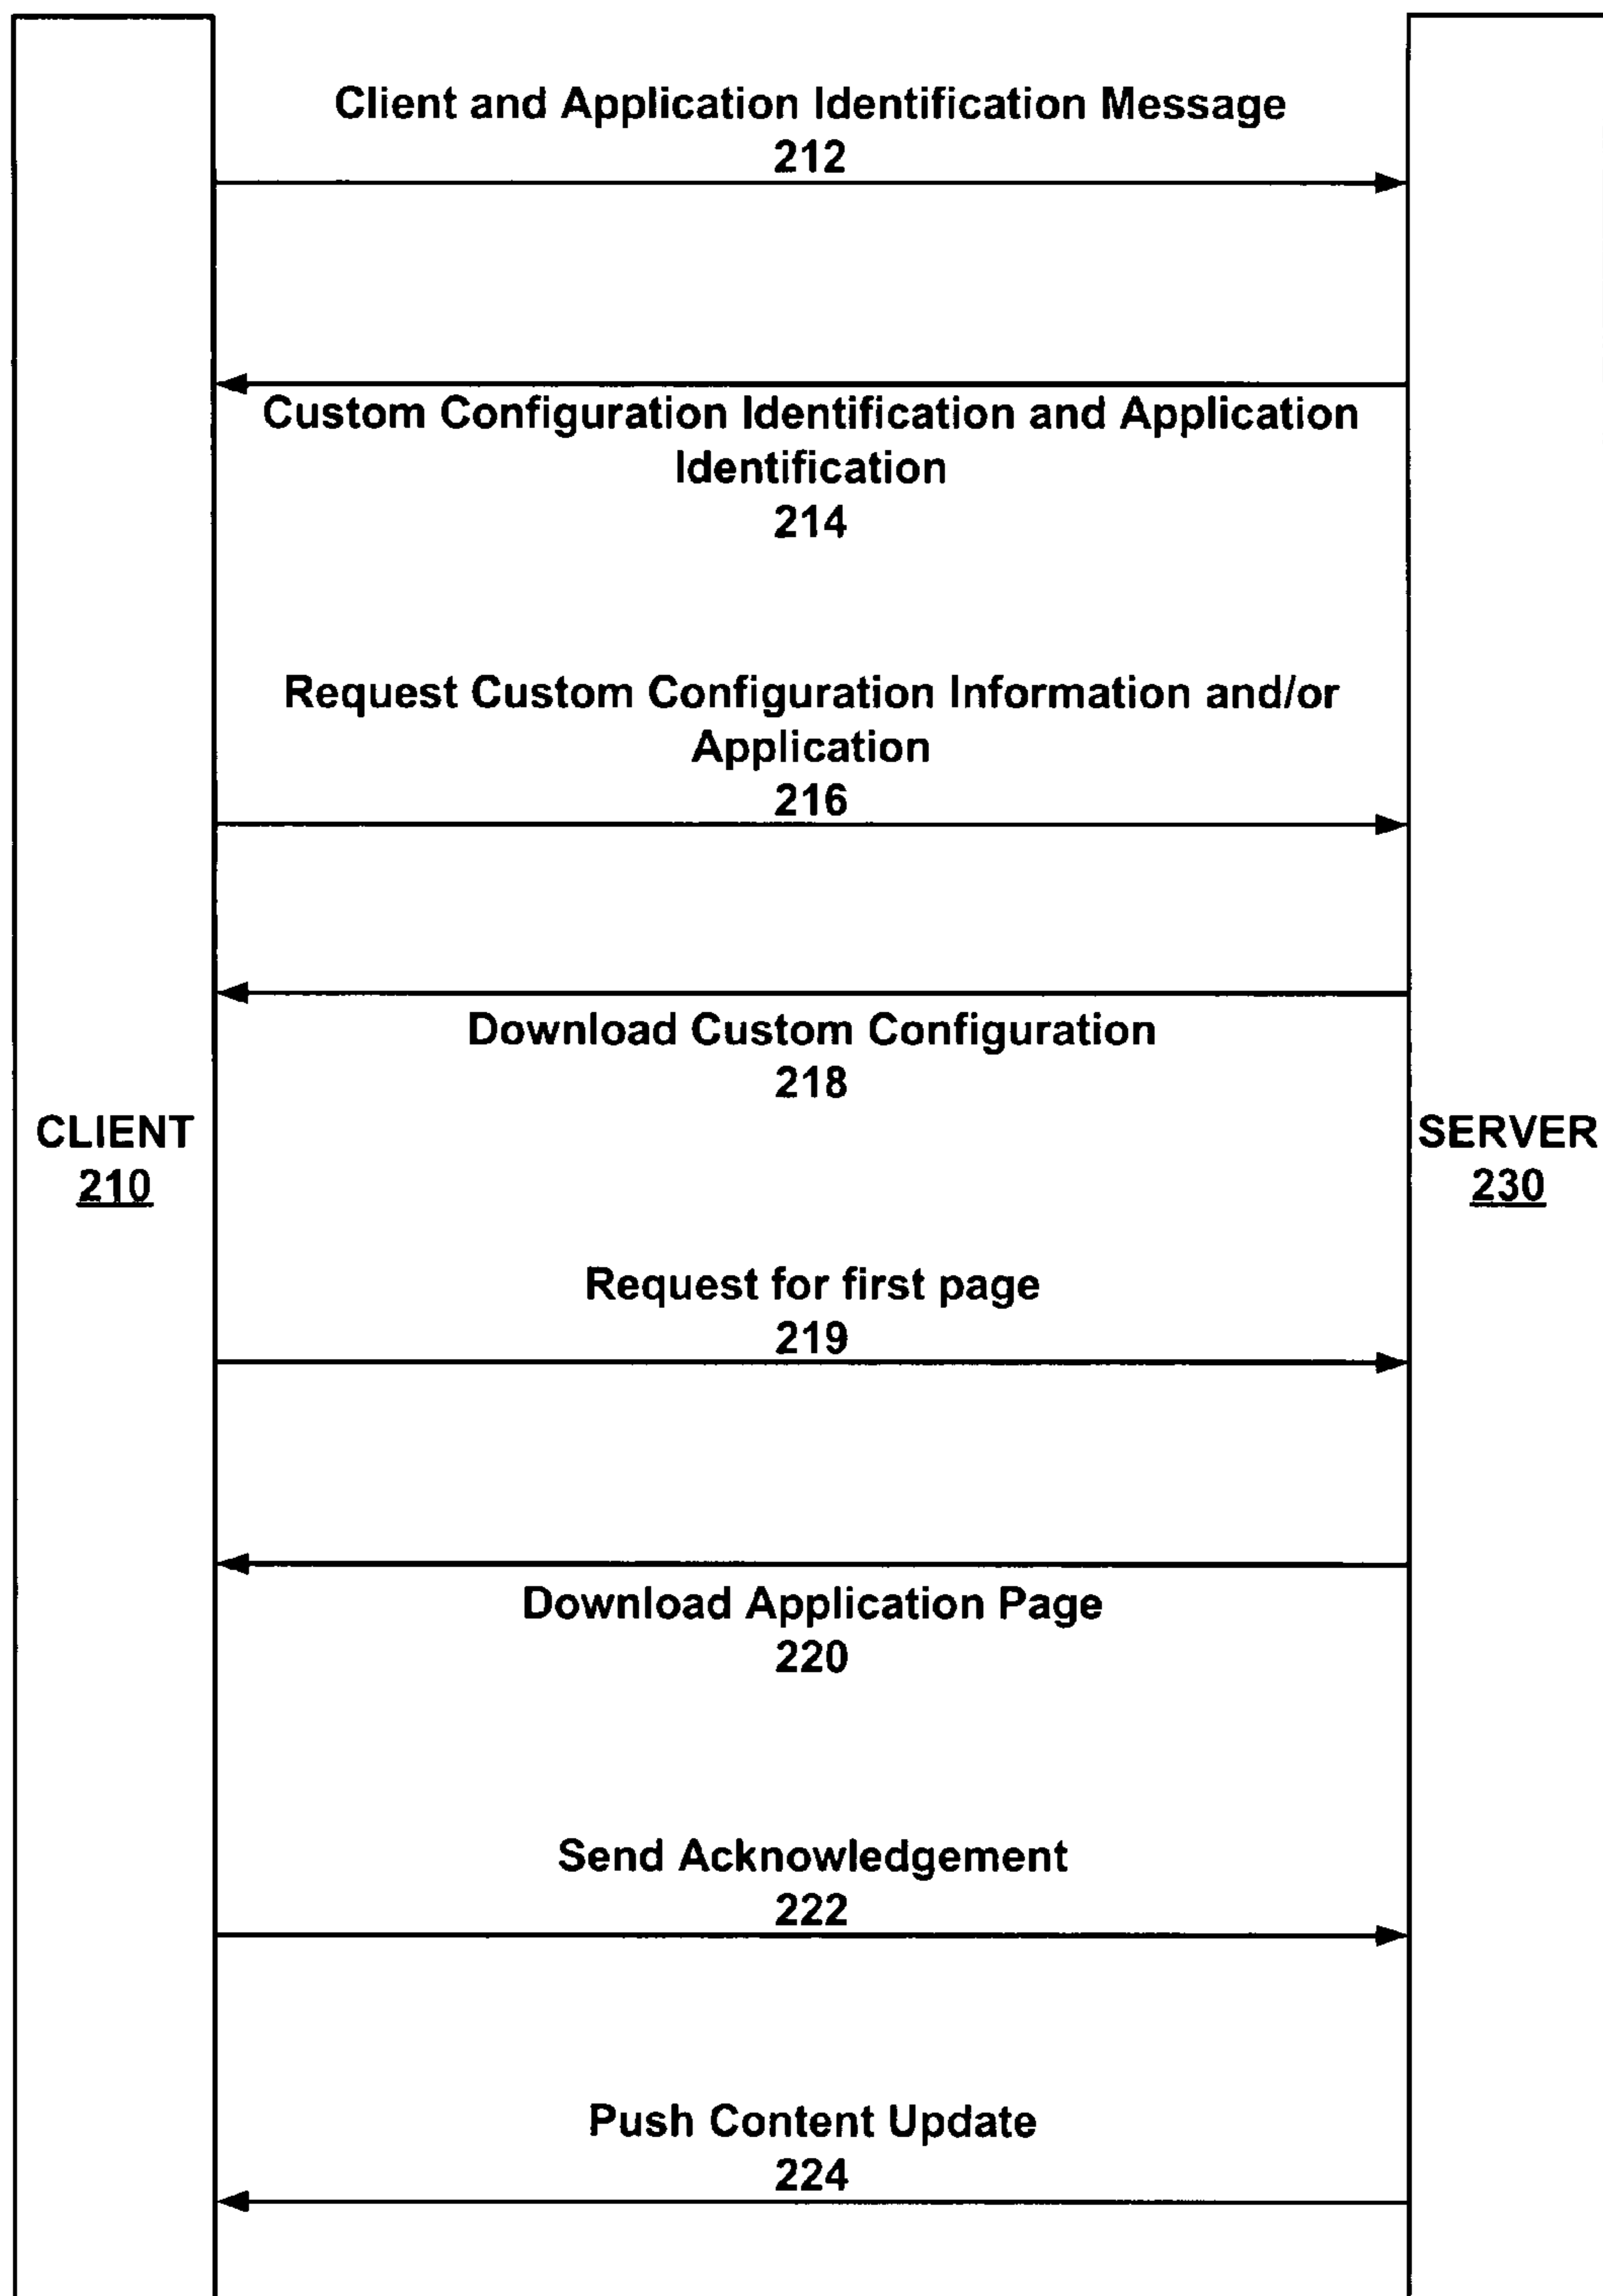 Client and Application Identification Message
212
Custom Configuration Identification and Application
Identification
214
Request Custom Configuration Information and/or
Application
216
Download Custom Configuration
218
CLIENT
210
SERVER
230
Request for first page
219
Download Application Page
220
Send Acknowledgement
222
Push Content Update
224